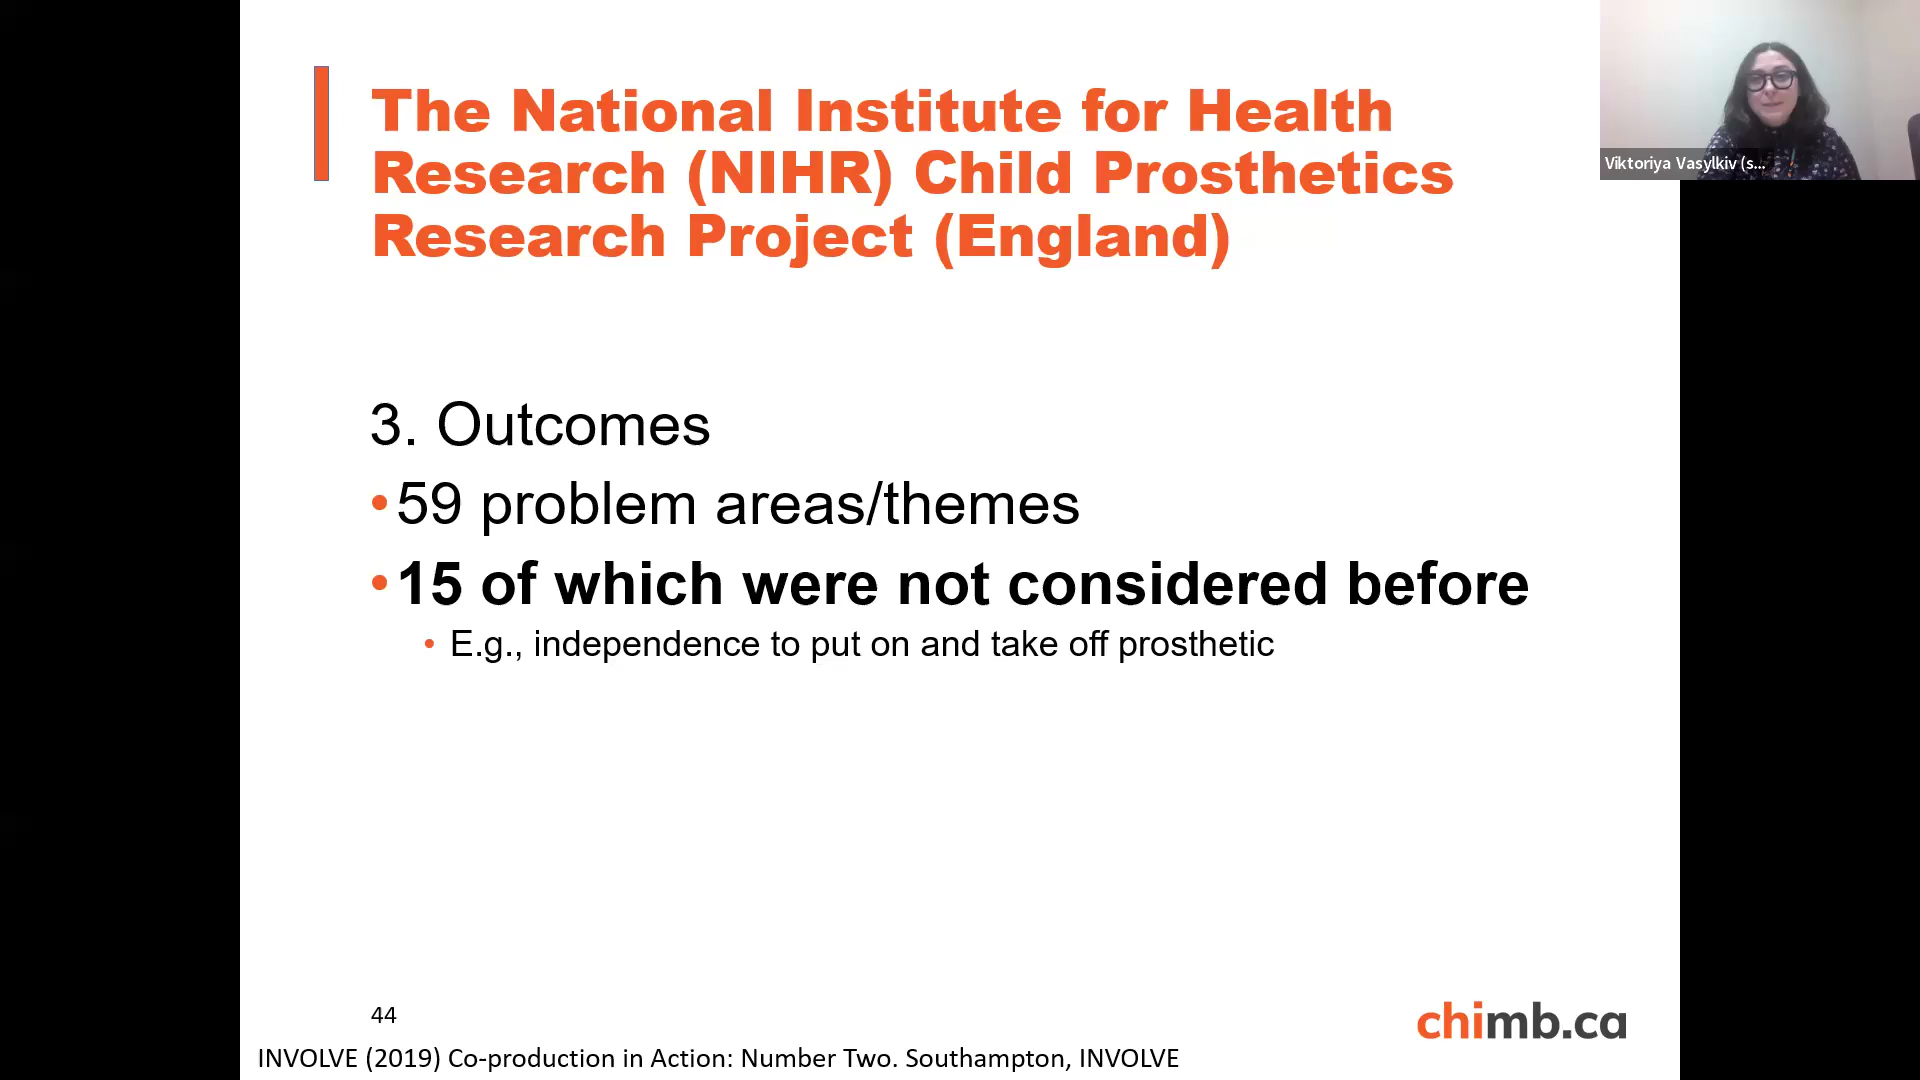 The National Institute for Health
Research (NIHR) Child Prosthetics
Research Project (England)
Viktoriya Vasylkiv (s...
3. Outcomes
•59 problem areas/themes
•15 of which were not considered before
• E.g., independence to put on and take off prosthetic
44
chimb.ca
INVOLVE (2019) Co-production in Action: Number Two. Southampton, INVOLVE